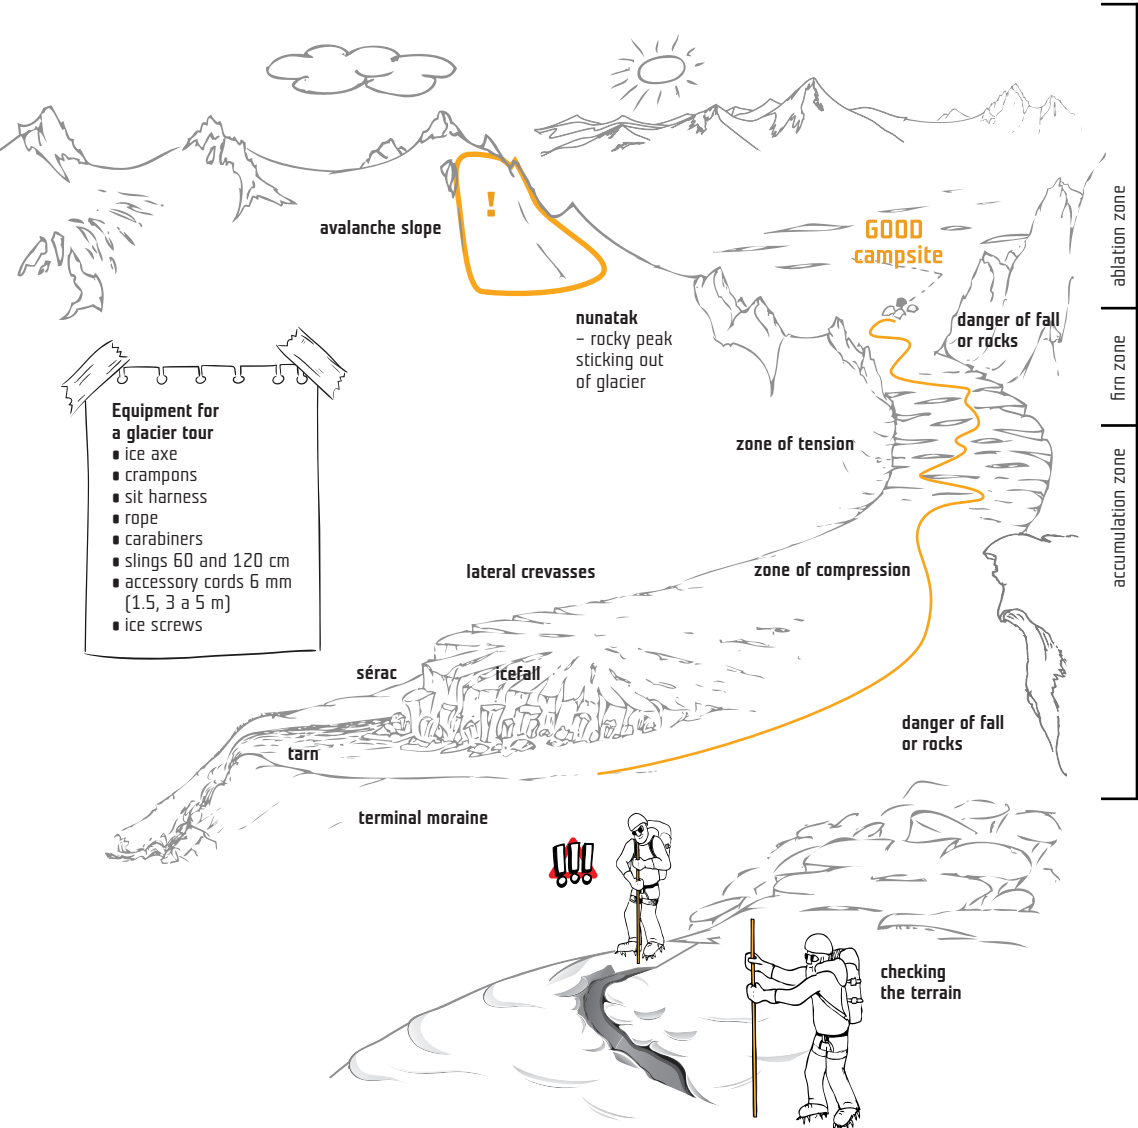 avalanche slope
!
GOOD
campsite
nunatak
– rocky peak
sticking out
of glacier
danger of fall
or rocks
ablation zone
firn zone
accumulation zone
Equipment for
a glacier tour
ice axe
crampons
sit harness
rope
carabiners
slings 60 and 120 cm
accessory cords 6 mm
(1.5, 3 a 5 m)
ice screws
zone of tension
lateral crevasses
zone of compression
sérac
icefall
tarn
danger of fall
or rocks
terminal moraine
!!!
checking
the terrain